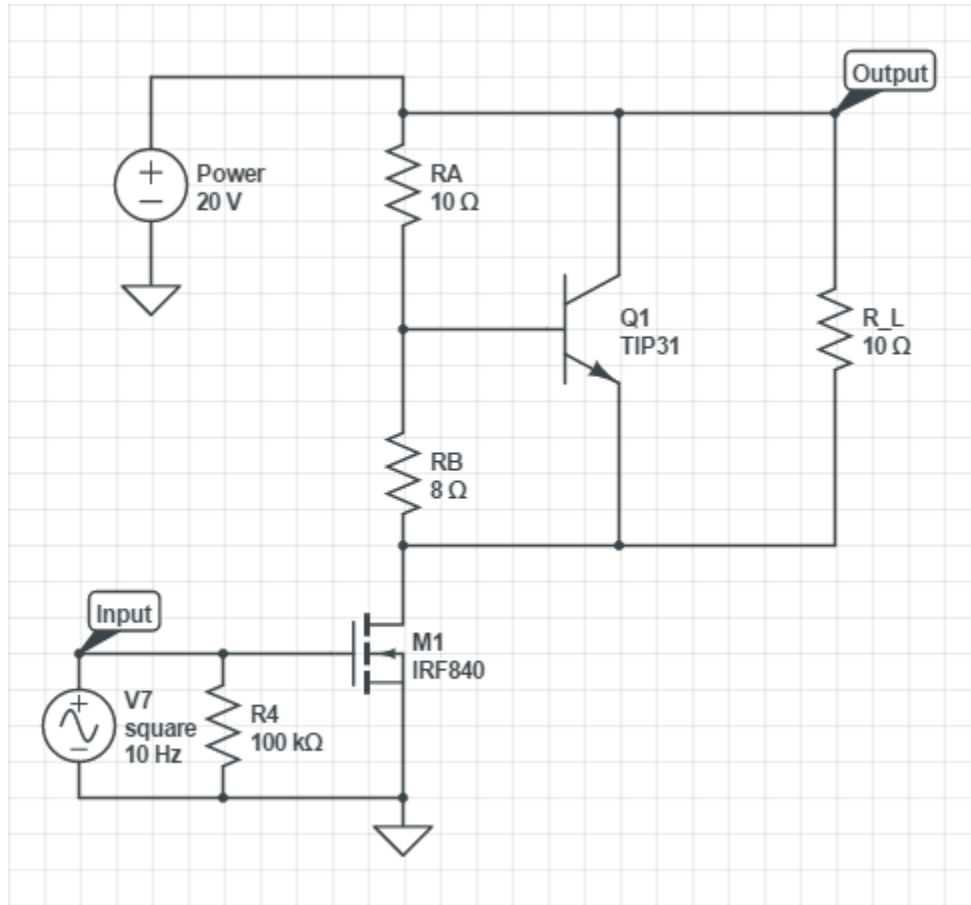 Output
Power
20 V
RA
10 Ω
Q1
TIP31
R_L
10 Ω
RB
8 Ω
Input
M1
IRF840
V7
square
10 Hz
R4
100 kΩ